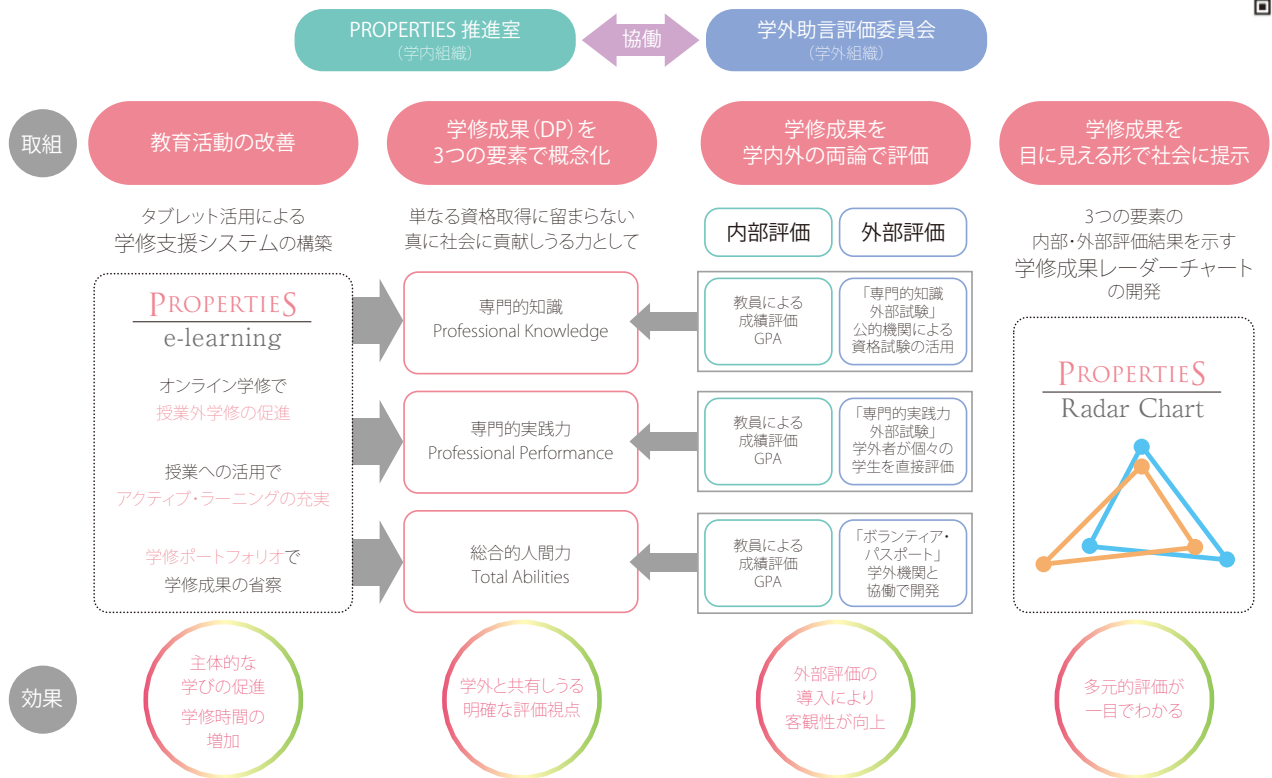 PROPERTIES 推進室
(学内組織)
協働
学外助言評価委員会
(学外組織)
取組
教育活動の改善
学修成果(DP)を
3つの要素で概念化
学修成果を
学内外の両論で評価
学修成果を
目に見える形で社会に提示
タブレット活用による
学修支援システムの構築
PROPERTIES
e-learning
オンライン学修で
授業外学修の促進
授業への活用で
アクティブ・ラーニングの充実
学修ポートフォリオで
学修成果の省察
単なる資格取得に留まらない
真に社会に貢献しうる力として
専門的知識
Professional Knowledge
専門的実践力
Professional Performance
総合的人間力
Total Abilities
内部評価
外部評価
教員による
成績評価
GPA
「専門的知識
外部試験」
公的機関による
資格試験の活用
教員による
成績評価
GPA
「専門的実践力
外部試験」
学外者が個々の
学生を直接評価
教員による
成績評価
GPA
「ボランティア・
パスポート」
学外機関と
協働で開発
3つの要素の
内部・外部評価結果を示す
学修成果レーダーチャート
の開発
PROPERTIES
Radar Chart
効果
主体的な
学びの促進
学修時間の
増加
学外と共有しうる
明確な評価視点
外部評価の
導入により
客観性が向上
多元的評価が
一目でわかる